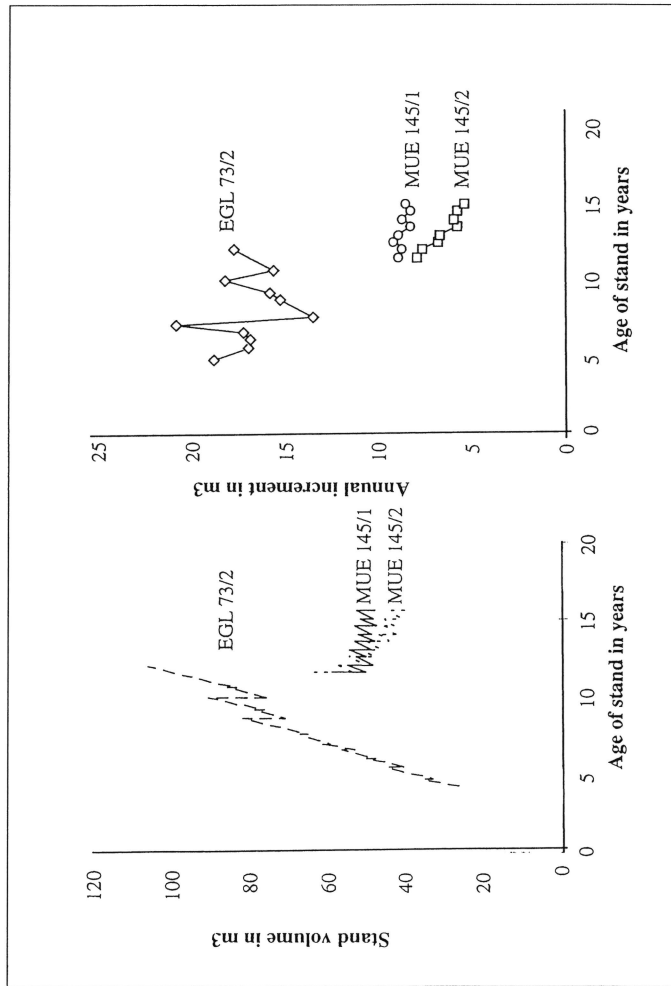 120
100
80
60
40
20
0
Stand volume in m3
EGL 73/2
MUE 145/1
MUE 145/2
0
5
10
15
20
Age of stand in years
25
20
15
10
5
0
Annual increment in m3
EGL 73/2
MUE 145/1
MUE 145/2
0
5
10
15
20
Age of stand in years